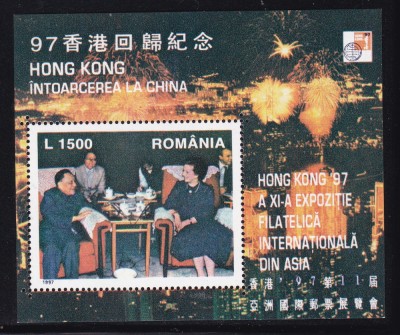 97香港回歸紀念
HONG KONG
ÎNTOARCEREA LA CHINA
L 1500 ROMÂNIA
1997
HONG KONG '97
A XI-A EXPOZIȚIE
FILATELICĂ
INTERNAȚIONALĂ
DIN ASIA
香港'97第11屆
亞洲國際郵票展覽會